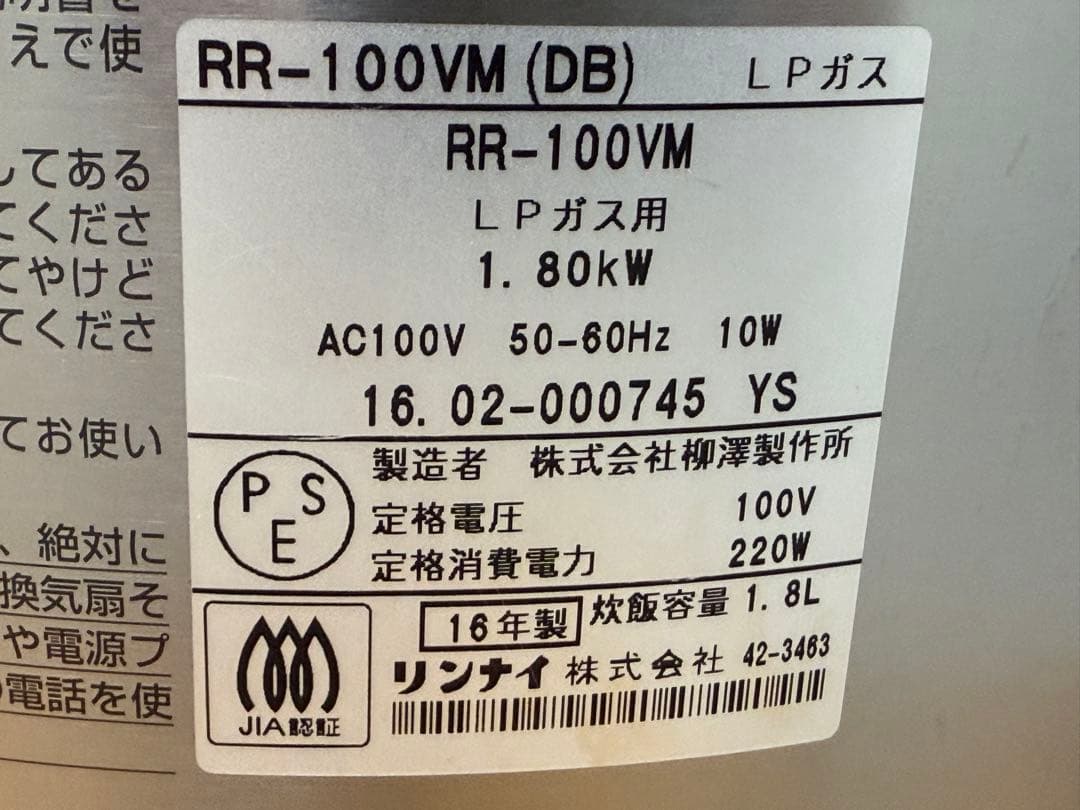 えで使
してある
てくださ
てやけど
てくださ
てお使い
、絶対に
換気扇そ
や電源プ
の電話を使
RR-100VM (DB) LPガス
RR-100VM
LPガス用
1.80kW
AC100V 50-60Hz 10W
16.02-000745 YS
PSE
製造者 株式会社柳澤製作所
定格電圧 100V
定格消費電力 220W
16年製 炊飯容量 1.8L
リンナイ株式会社 42-3463
JIA認証